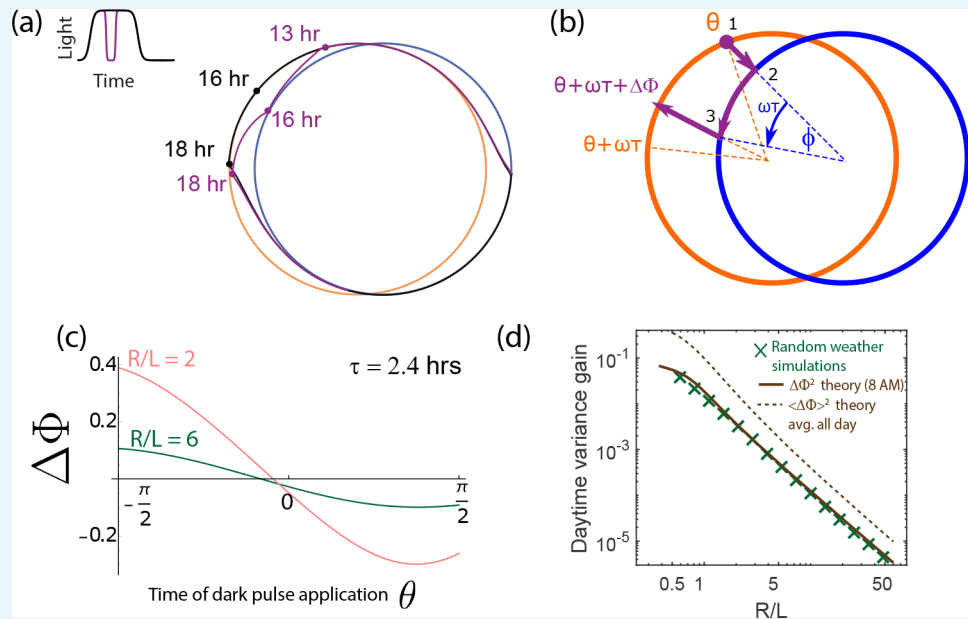 (a)
Light
Time
13 hr
16 hr
16 hr
18 hr
18 hr
(b)
θ
1
2
θ+ωτ+ΔΦ
3
ωτ
ϕ
θ+ωτ
(c)
R/L = 2
τ = 2.4 hrs
0.4
0.2
R/L = 6
ΔΦ
-π/2
0
π/2
-0.2
Time of dark pulse application θ
(d)
Daytime variance gain
10^-1
10^-3
10^-5
Random weather
simulations
ΔΦ² theory (8 AM)
<ΔΦ>² theory
avg. all day
0.5 1 5 10 50
R/L